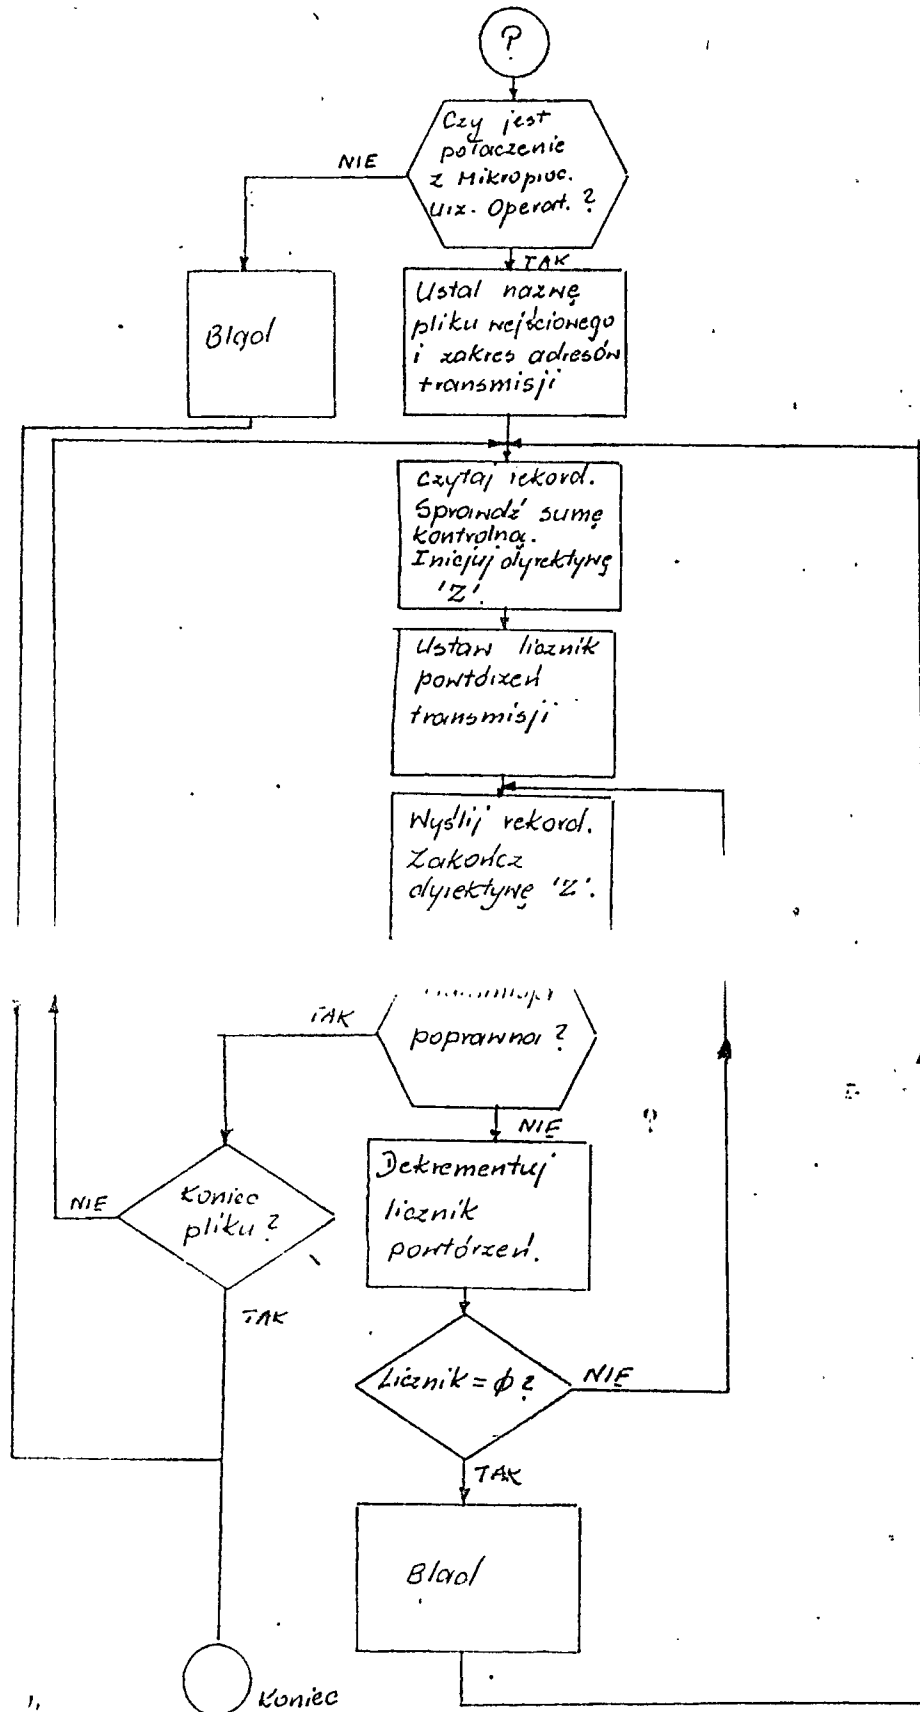 P
Czy jest
połączenie
z Mikroproc.
Urz. Operat. ?
NIE
TAK
Błąd
Ustal nazwę
pliku wejściowego
i zakres adresów
transmisji
Czytaj rekord.
Sprawdź sumę
kontrolną.
Inicjuj dyrektywę
'Z'.
Ustaw licznik
powtórzeń
transmisji
Wyślij rekord.
Zakończ
dyrektywę 'Z'.
TAK
poprawna ?
NIE
Koniec
pliku ?
NIE
TAK
Dekrementuj
licznik
powtórzeń.
Licznik = ϕ ?
NIE
TAK
Błąd
Koniec